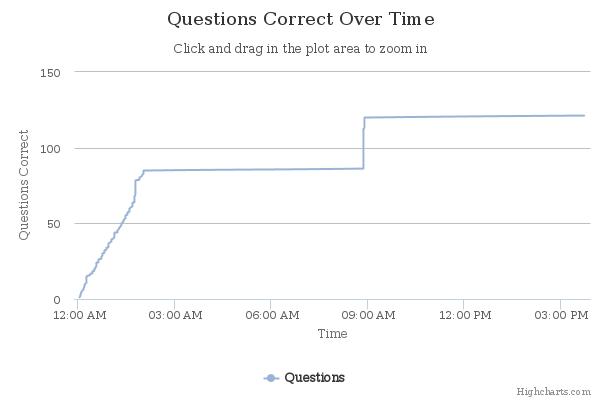 Questions Correct Over Time
Click and drag in the plot area to zoom in
150
100
50
0
Questions Correct
12:00 AM 03:00 AM 06:00 AM 09:00 AM 12:00 PM 03:00 PM
Time
Questions
Highcharts.com